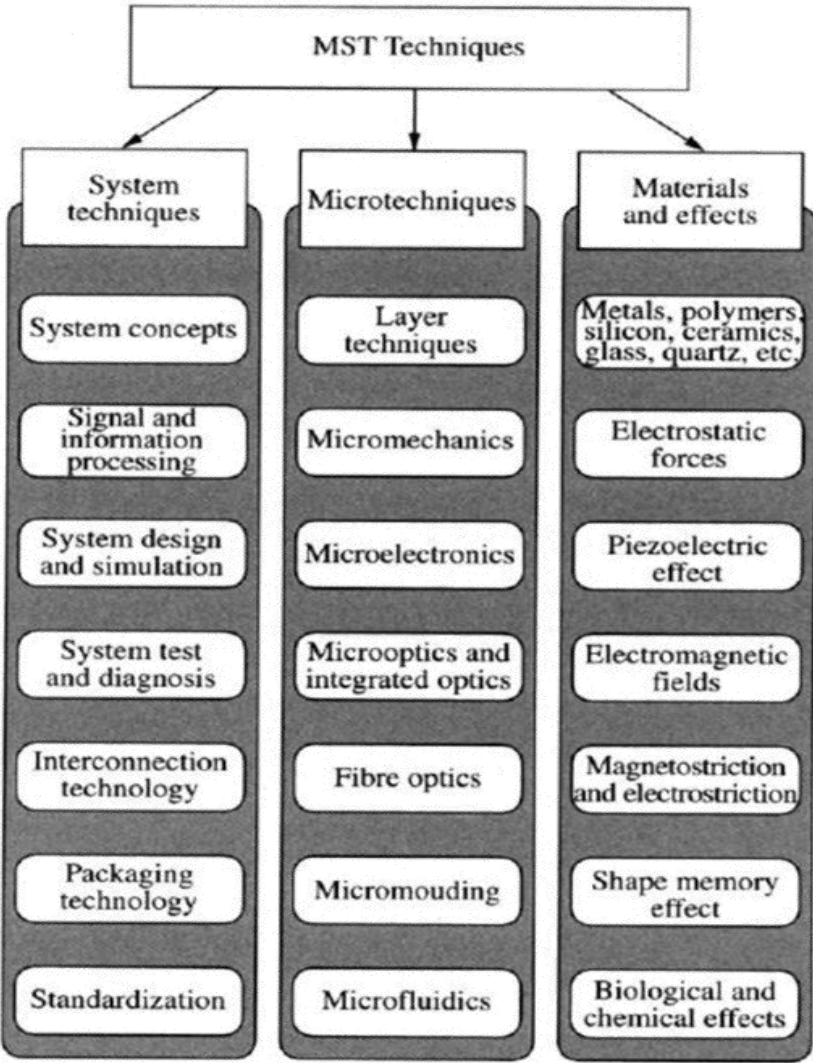 MST Techniques
System
techniques
System concepts
Signal and
information
processing
System design
and simulation
System test
and diagnosis
Interconnection
technology
Packaging
technology
Standardization
Microtechniques
Layer
techniques
Micromechanics
Microelectronics
Microoptics and
integrated optics
Fibre optics
Micromouding
Microfluidics
Materials
and effects
Metals, polymers,
silicon, ceramics,
glass, quartz, etc.
Electrostatic
forces
Piezoelectric
effect
Electromagnetic
fields
Magnetostriction
and electrostriction
Shape memory
effect
Biological and
chemical effects